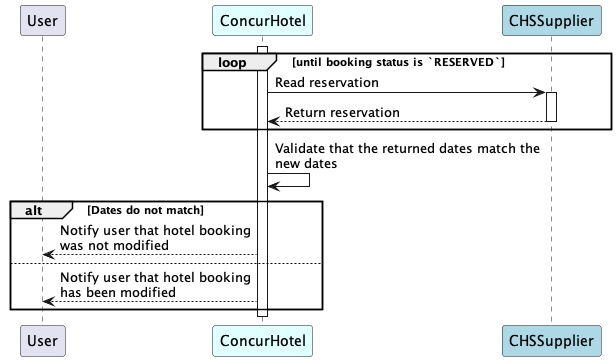 User
ConcurHotel
CHSSupplier
loop
[until booking status is `RESERVED`]
Read reservation
Return reservation
Validate that the returned dates match the
new dates
alt
[Dates do not match]
Notify user that hotel booking
was not modified
Notify user that hotel booking
has been modified
User
ConcurHotel
CHSSupplier